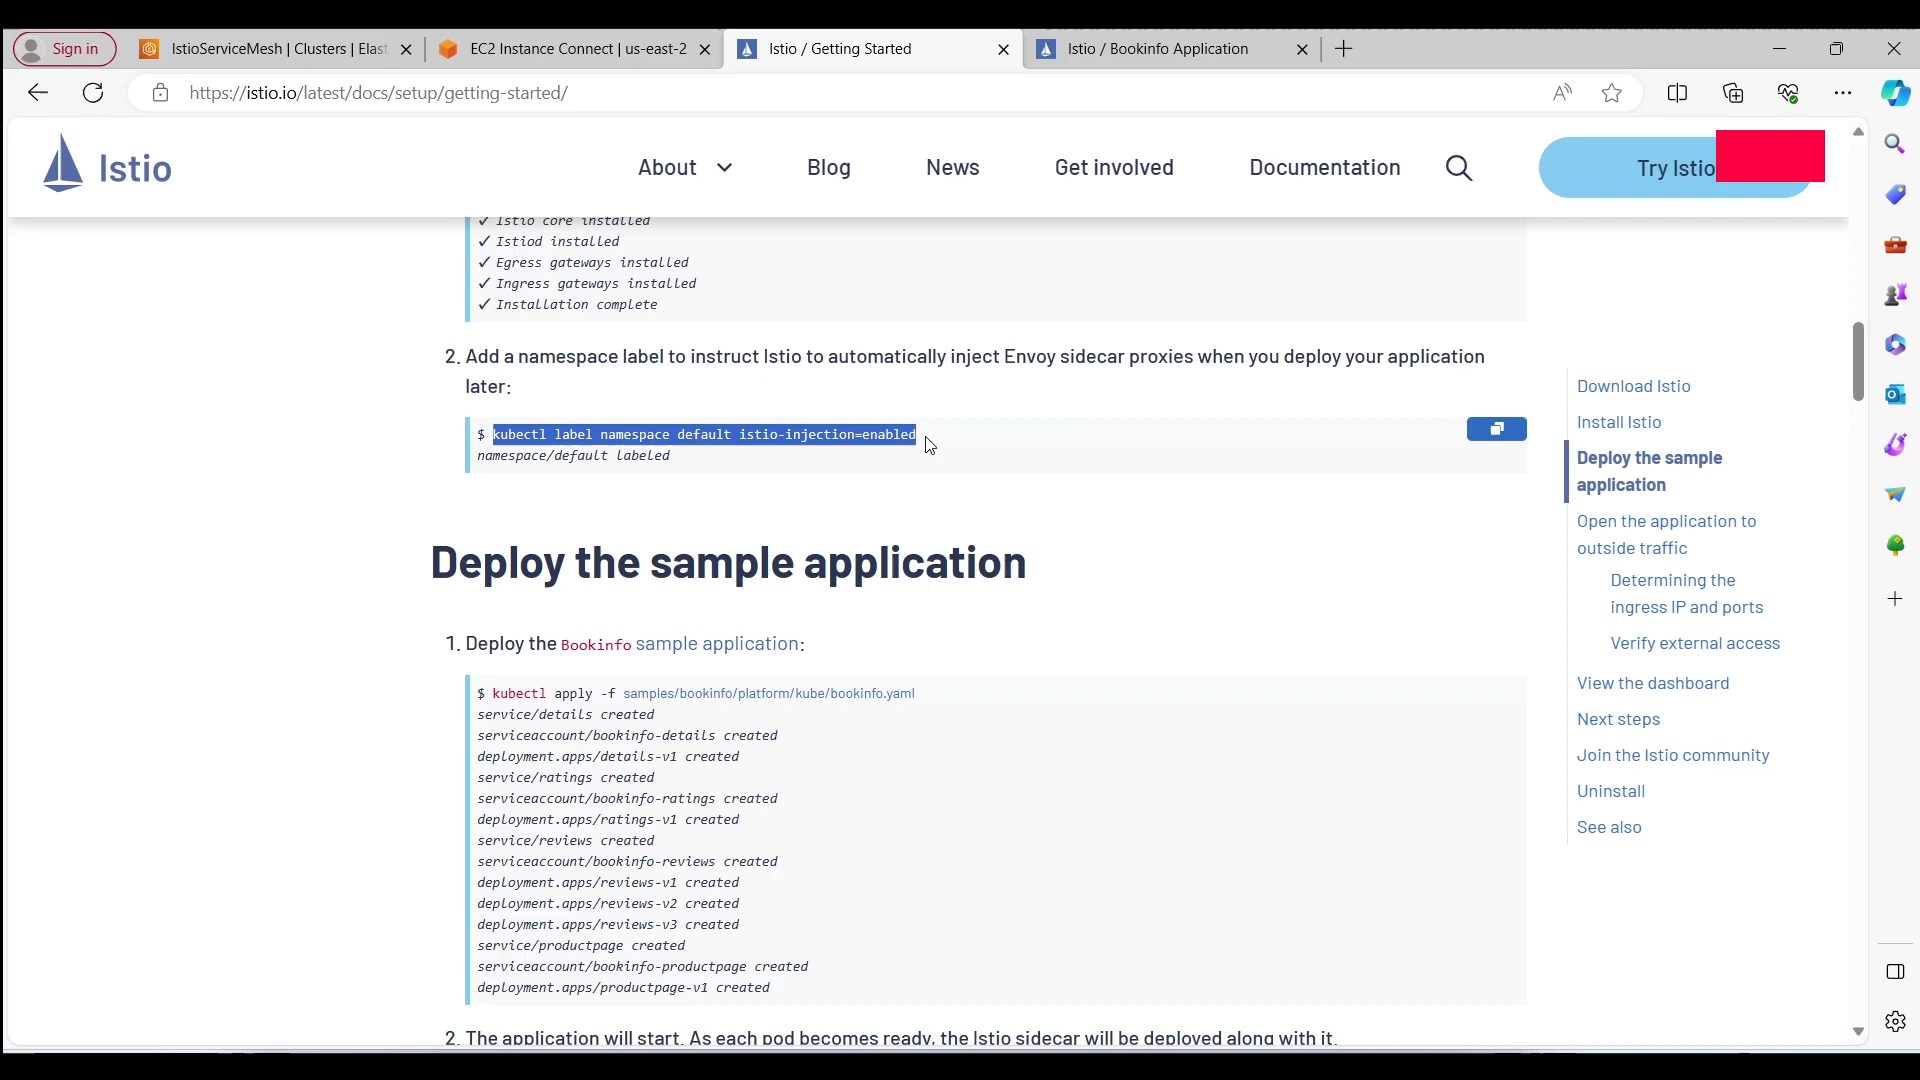 Sign in
IstioServiceMesh | Clusters | Elast
EC2 Instance Connect | us-east-2
Istio / Getting Started
Istio / Bookinfo Application
https://istio.io/latest/docs/setup/getting-started/
Istio
About
Blog
News
Get involved
Documentation
Try Istio
✓ Istio core installed
✓ Istiod installed
✓ Egress gateways installed
✓ Ingress gateways installed
✓ Installation complete
2. Add a namespace label to instruct Istio to automatically inject Envoy sidecar proxies when you deploy your application
later:
$ kubectl label namespace default istio-injection=enabled
namespace/default labeled
Deploy the sample application
1. Deploy the Bookinfo sample application:
$ kubectl apply -f samples/bookinfo/platform/kube/bookinfo.yaml
service/details created
serviceaccount/bookinfo-details created
deployment.apps/details-v1 created
service/ratings created
serviceaccount/bookinfo-ratings created
deployment.apps/ratings-v1 created
service/reviews created
serviceaccount/bookinfo-reviews created
deployment.apps/reviews-v1 created
deployment.apps/reviews-v2 created
deployment.apps/reviews-v3 created
service/productpage created
serviceaccount/bookinfo-productpage created
deployment.apps/productpage-v1 created
2. The application will start. As each pod becomes ready, the Istio sidecar will be deployed along with it.
Download Istio
Install Istio
Deploy the sample
application
Open the application to
outside traffic
Determining the
ingress IP and ports
Verify external access
View the dashboard
Next steps
Join the Istio community
Uninstall
See also